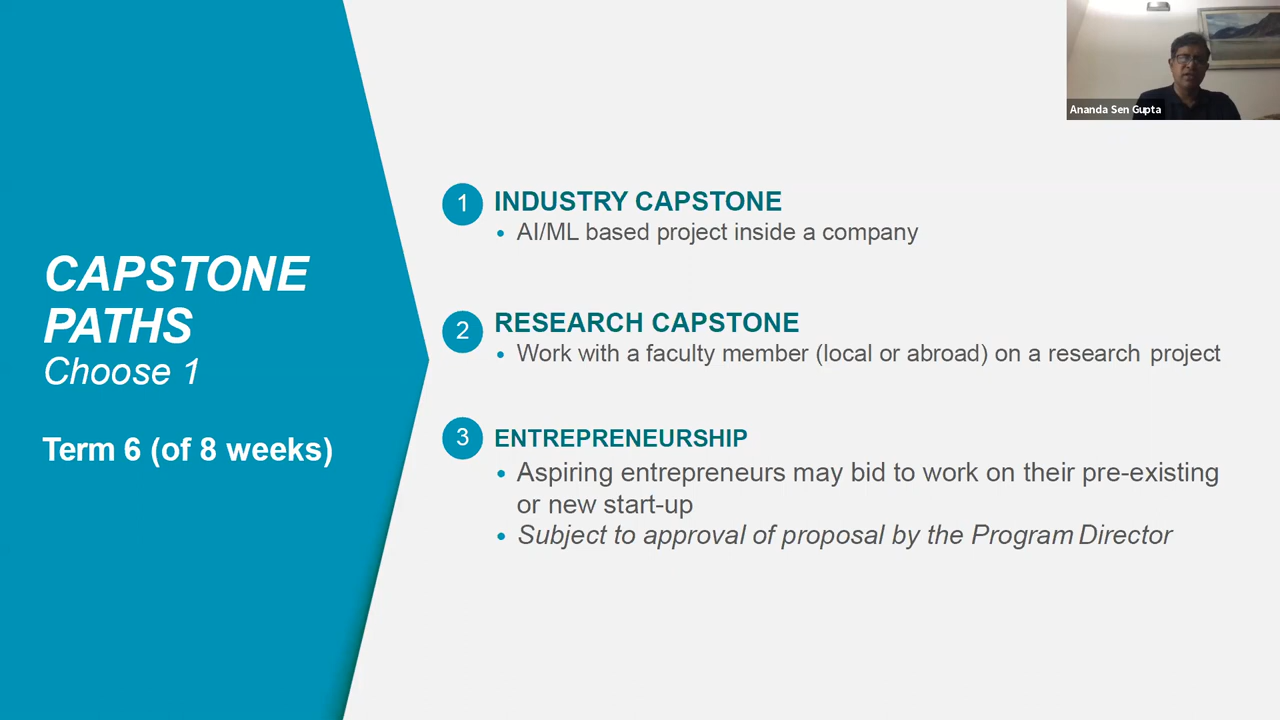 CAPSTONE
PATHS
Choose 1
Term 6 (of 8 weeks)
1 INDUSTRY CAPSTONE
• AI/ML based project inside a company
2 RESEARCH CAPSTONE
• Work with a faculty member (local or abroad) on a research project
3 ENTREPRENEURSHIP
• Aspiring entrepreneurs may bid to work on their pre-existing
or new start-up
• Subject to approval of proposal by the Program Director
Ananda Sen Gupta